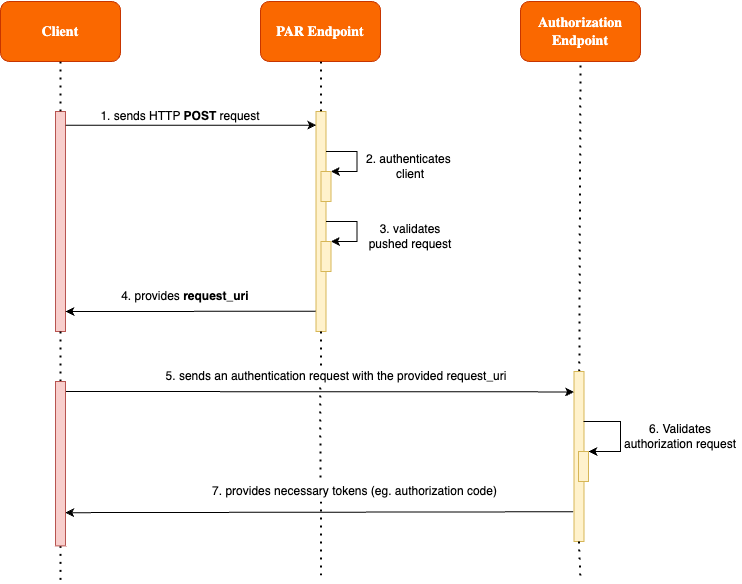 Client
PAR Endpoint
Authorization
Endpoint
1. sends HTTP POST request
2. authenticates
client
3. validates
pushed request
4. provides request_uri
5. sends an authentication request with the provided request_uri
6. Validates
authorization request
7. provides necessary tokens (eg. authorization code)